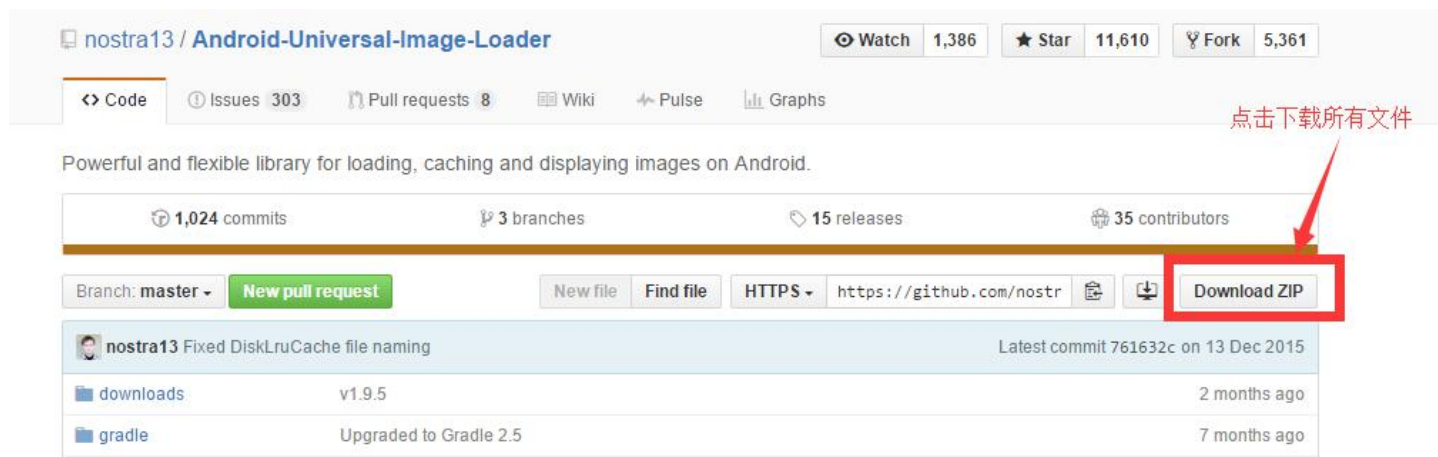 nostra13 / Android-Universal-Image-Loader
Watch 1,386 Star 11,610 Fork 5,361
Code Issues 303 Pull requests 8 Wiki Pulse Graphs
点击下载所有文件
Powerful and flexible library for loading, caching and displaying images on Android.
1,024 commits 3 branches 15 releases 35 contributors
Branch: master New pull request New file Find file HTTPS https://github.com/nostr Download ZIP
nostra13 Fixed DiskLruCache file naming Latest commit 761632c on 13 Dec 2015
downloads v1.9.5 2 months ago
gradle Upgraded to Gradle 2.5 7 months ago